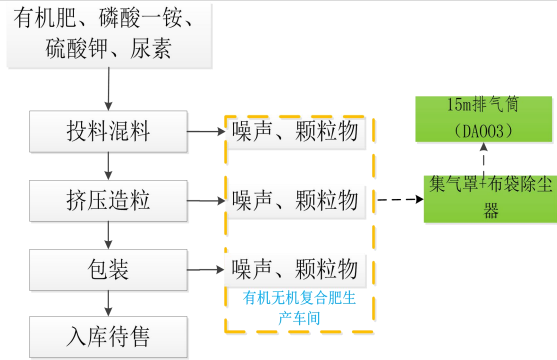 有机肥、磷酸一铵、
硫酸钾、尿素
投料混料
噪声、颗粒物
15m排气筒
（DA003）
挤压造粒
噪声、颗粒物
集气罩+布袋除尘
器
包装
噪声、颗粒物
有机无机复合肥生
产车间
入库待售